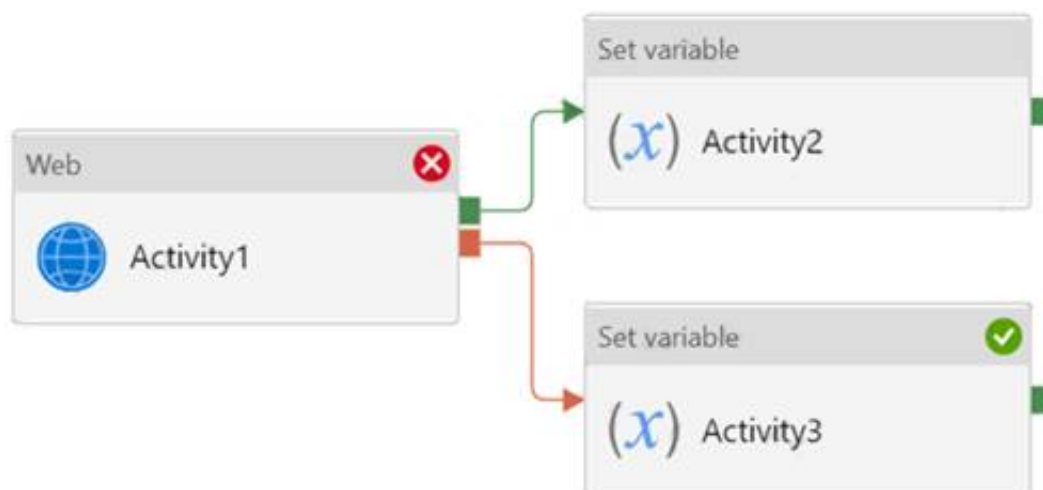 Set variable
(x) Activity2
Web
Activity1
Set variable
(x) Activity3